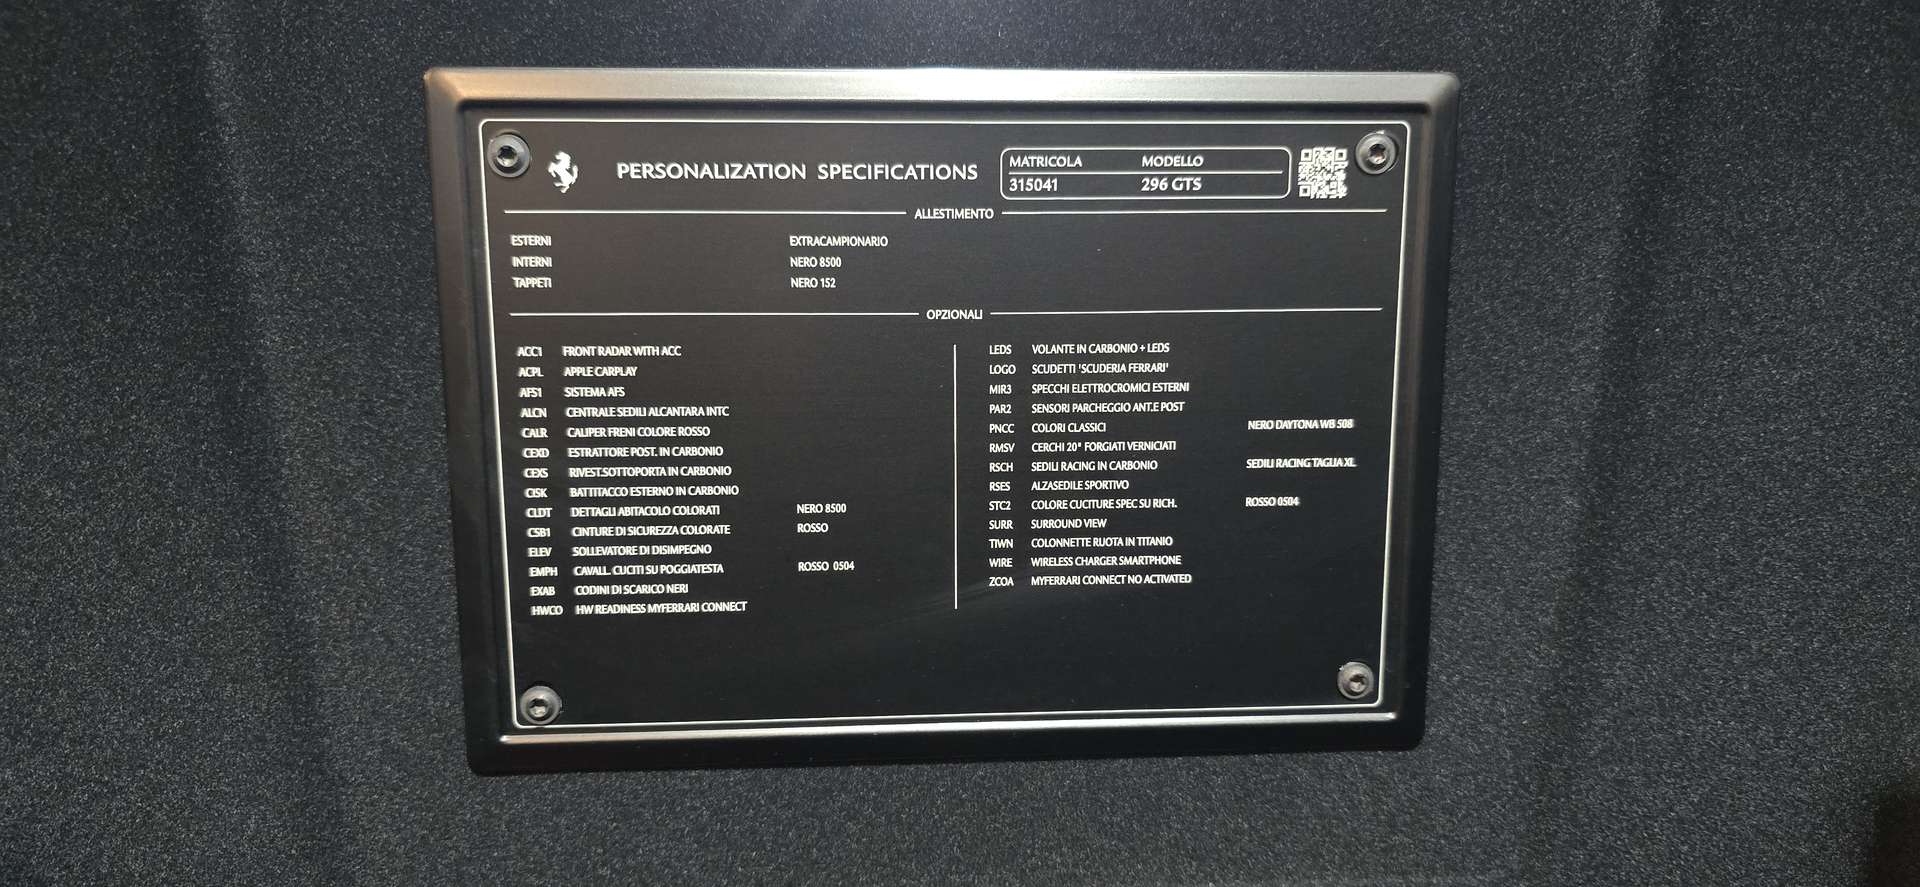 PERSONALIZATION SPECIFICATIONS
MATRICOLA MODELLO
315041 296 GTS
ALLESTIMENTO
ESTERNI EXTRACAMPIONARIO
INTERNI NERO 8500
TAPPETI NERO 152
OPZIONALI
ACC1 FRONT RADAR WITH ACC
ACPL APPLE CARPLAY
AFS1 SISTEMA AFS
ALCN CENTRALE SEDILI ALCANTARA INTC
CALR CALIPER FRENI COLORE ROSSO
CEXD ESTRATTORE POST. IN CARBONIO
CEXS RIVEST.SOTTOPORTA IN CARBONIO
CISK BATTITACCO ESTERNO IN CARBONIO
CLDT DETTAGLI ABITACOLO COLORATI NERO 8500
CSB1 CINTURE DI SICUREZZA COLORATE ROSSO
ELEV SOLLEVATORE DI DISIMPEGNO
EMPH CAVALL. CUCITI SU POGGIATESTA ROSSO 0504
EXAB CODINI DI SCARICO NERI
HWCO HW READINESS MYFERRARI CONNECT
LEDS VOLANTE IN CARBONIO + LEDS
LOGO SCUDETTI 'SCUDERIA FERRARI'
MIR3 SPECCHI ELETTROCROMICI ESTERNI
PAR2 SENSORI PARCHEGGIO ANT.E POST
PNCC COLORI CLASSICI NERO DAYTONA WB 508
RMSV CERCHI 20" FORGIATI VERNICIATI
RSCH SEDILI RACING IN CARBONIO SEDILI RACING TAGLIA XL
RSES ALZASEDILE SPORTIVO
STC2 COLORE CUCITURE SPEC SU RICH. ROSSO 0504
SURR SURROUND VIEW
TIWN COLONNETTE RUOTA IN TITANIO
WIRE WIRELESS CHARGER SMARTPHONE
ZCOA MYFERRARI CONNECT NO ACTIVATED